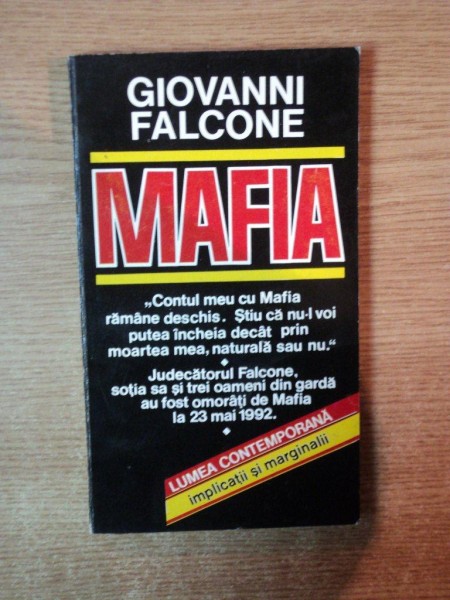 GIOVANNI
FALCONE
MAFIA
„Contul meu cu Mafia
rămâne deschis. Știu că nu-l voi
putea încheia decât prin
moartea mea, naturală sau nu.“
Judecătorul Falcone,
soția sa și trei oameni din gardă
au fost omorâți de Mafia
la 23 mai 1992.
LUMEA CONTEMPORANĂ
implicații și marginalii